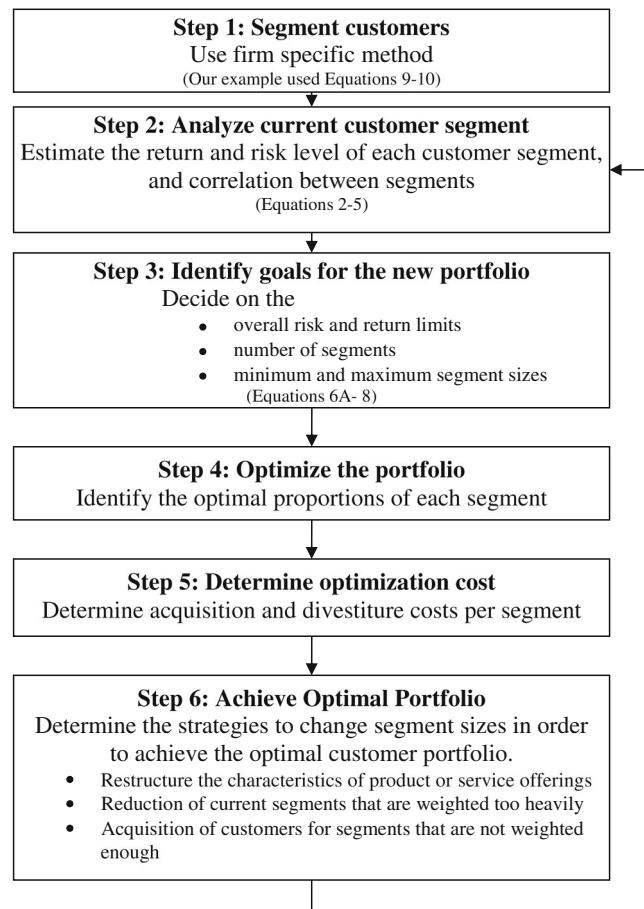 Step 1: Segment customers
Use firm specific method
(Our example used Equations 9-10)
Step 2: Analyze current customer segment
Estimate the return and risk level of each customer segment,
and correlation between segments
(Equations 2-5)
Step 3: Identify goals for the new portfolio
Decide on the
• overall risk and return limits
• number of segments
• minimum and maximum segment sizes
(Equations 6A- 8)
Step 4: Optimize the portfolio
Identify the optimal proportions of each segment
Step 5: Determine optimization cost
Determine acquisition and divestiture costs per segment
Step 6: Achieve Optimal Portfolio
Determine the strategies to change segment sizes in order
to achieve the optimal customer portfolio.
• Restructure the characteristics of product or service offerings
• Reduction of current segments that are weighted too heavily
• Acquisition of customers for segments that are not weighted
enough